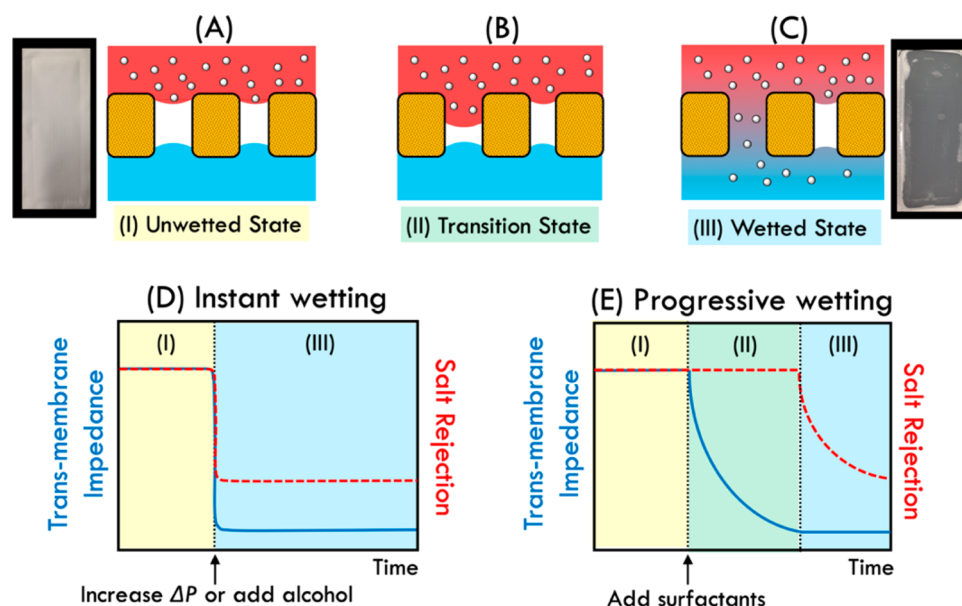 (A)
(B)
(C)
(I) Unwetted State
(II) Transition State
(III) Wetted State
(D) Instant wetting
(E) Progressive wetting
(I)
(III)
Trans-membrane
Impedance
Salt Rejection
Time
Increase ΔP or add alcohol
(I)
(II)
(III)
Trans-membrane
Impedance
Salt Rejection
Time
Add surfactants